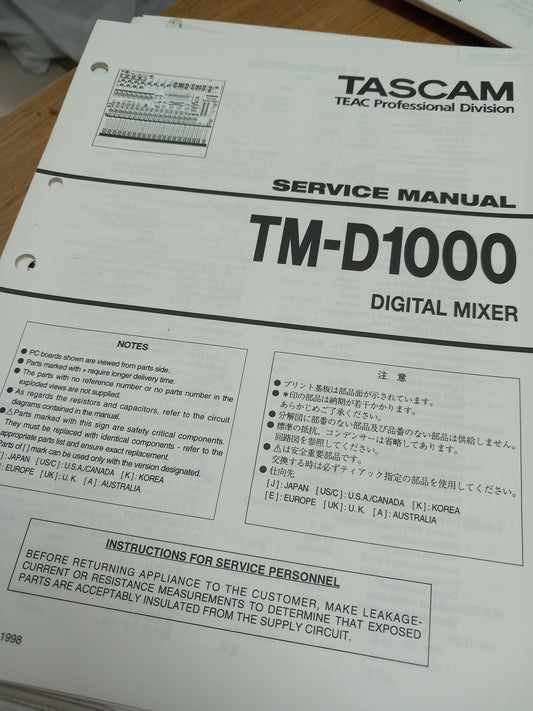 TASCAM
TEAC Professional Division
SERVICE MANUAL
TM-D1000
DIGITAL MIXER
NOTES
● PC boards shown are viewed from parts side.
● Parts marked with * require longer delivery time.
● The parts with no reference number or no parts number in the
exploded views are not supplied.
● As regards the resistors and capacitors, refer to the circuit
diagrams contained in the manual.
● ⚠Parts marked with this sign are safety critical components.
They must be replaced with identical components - refer to the
appropriate parts list and ensure exact replacement.
Parts of [ ] mark can be used only with the version designated.
]: JAPAN [US/C]: U.S.A/CANADA [K]: KOREA
: EUROPE [UK]: U. K. [A]: AUSTRALIA
注 意
● プリント基板は部品面が示されています。
● *印の部品は納期が若干かかります。
あらかじめご了承ください。
● 分解図に部番のない部品及び品番のない部品は供給しません。
● 標準の抵抗、コンデンサーは省略してあります。
回路図を参照してください。
● ⚠は安全重要部品です。
交換する時は必ずティアック指定の部品を使用してください。
● 仕向先
[J]: JAPAN [US/C]: U.S.A/CANADA [K]: KOREA
[E]: EUROPE [UK]: U. K. [A]: AUSTRALIA
INSTRUCTIONS FOR SERVICE PERSONNEL
BEFORE RETURNING APPLIANCE TO THE CUSTOMER, MAKE LEAKAGE-
CURRENT OR RESISTANCE MEASUREMENTS TO DETERMINE THAT EXPOSED
PARTS ARE ACCEPTABLY INSULATED FROM THE SUPPLY CIRCUIT.
1998